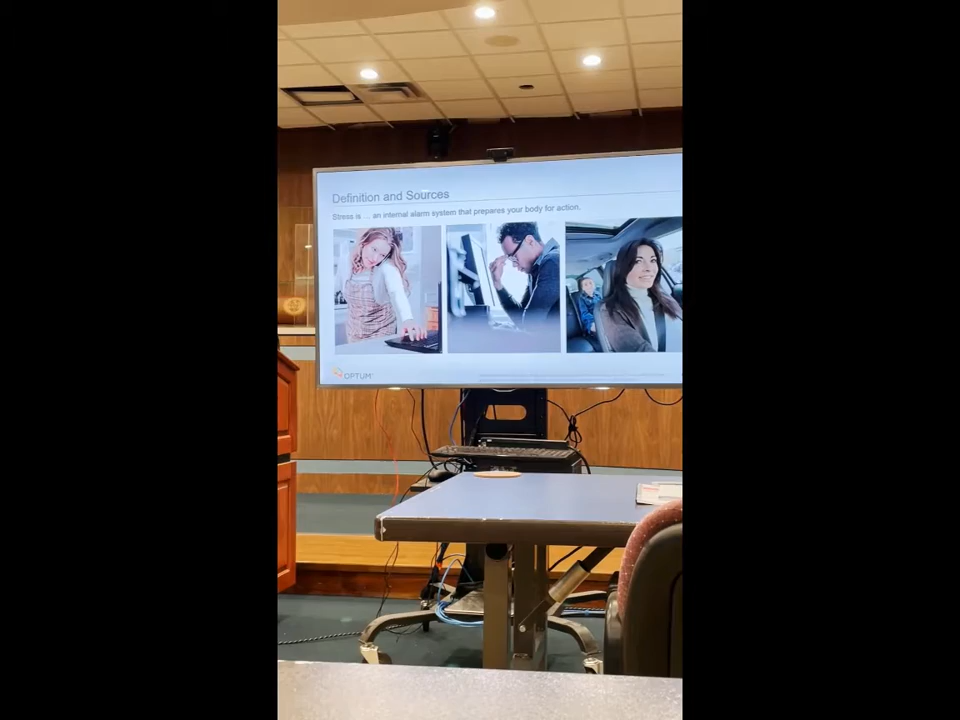 Definition and Sources
Stress is … an internal alarm system that prepares your body for action.
OPTUM